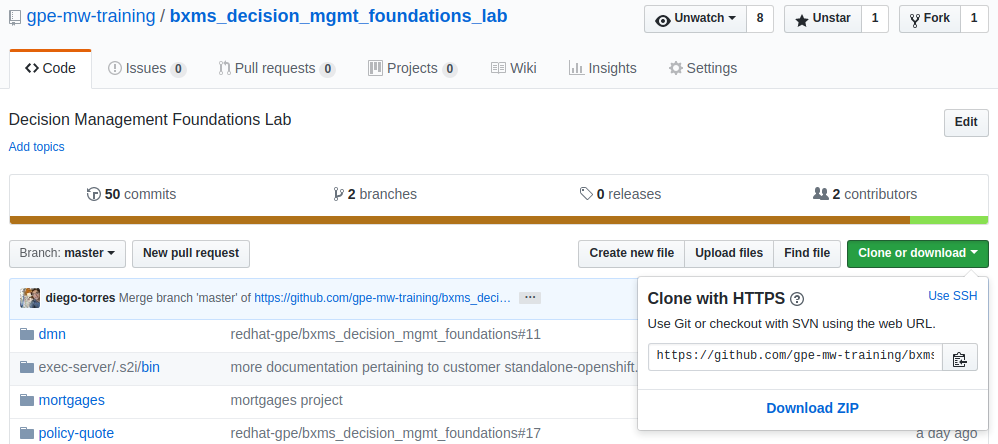 gpe-mw-training / bxms_decision_mgmt_foundations_lab
Unwatch 8 Unstar 1 Fork 1
Code Issues 0 Pull requests 0 Projects 0 Wiki Insights Settings
Decision Management Foundations Lab
Edit
Add topics
50 commits 2 branches 0 releases 2 contributors
Branch: master New pull request Create new file Upload files Find file Clone or download
diego-torres Merge branch 'master' of https://github.com/gpe-mw-training/bxms_deci… ...
Clone with HTTPS ? Use SSH
Use Git or checkout with SVN using the web URL.
https://github.com/gpe-mw-training/bxms
Download ZIP
dmn redhat-gpe/bxms_decision_mgmt_foundations#11
exec-server/.s2i/bin more documentation pertaining to customer standalone-openshift.
mortgages mortgages project
policy-quote redhat-gpe/bxms_decision_mgmt_foundations#17 a day ago